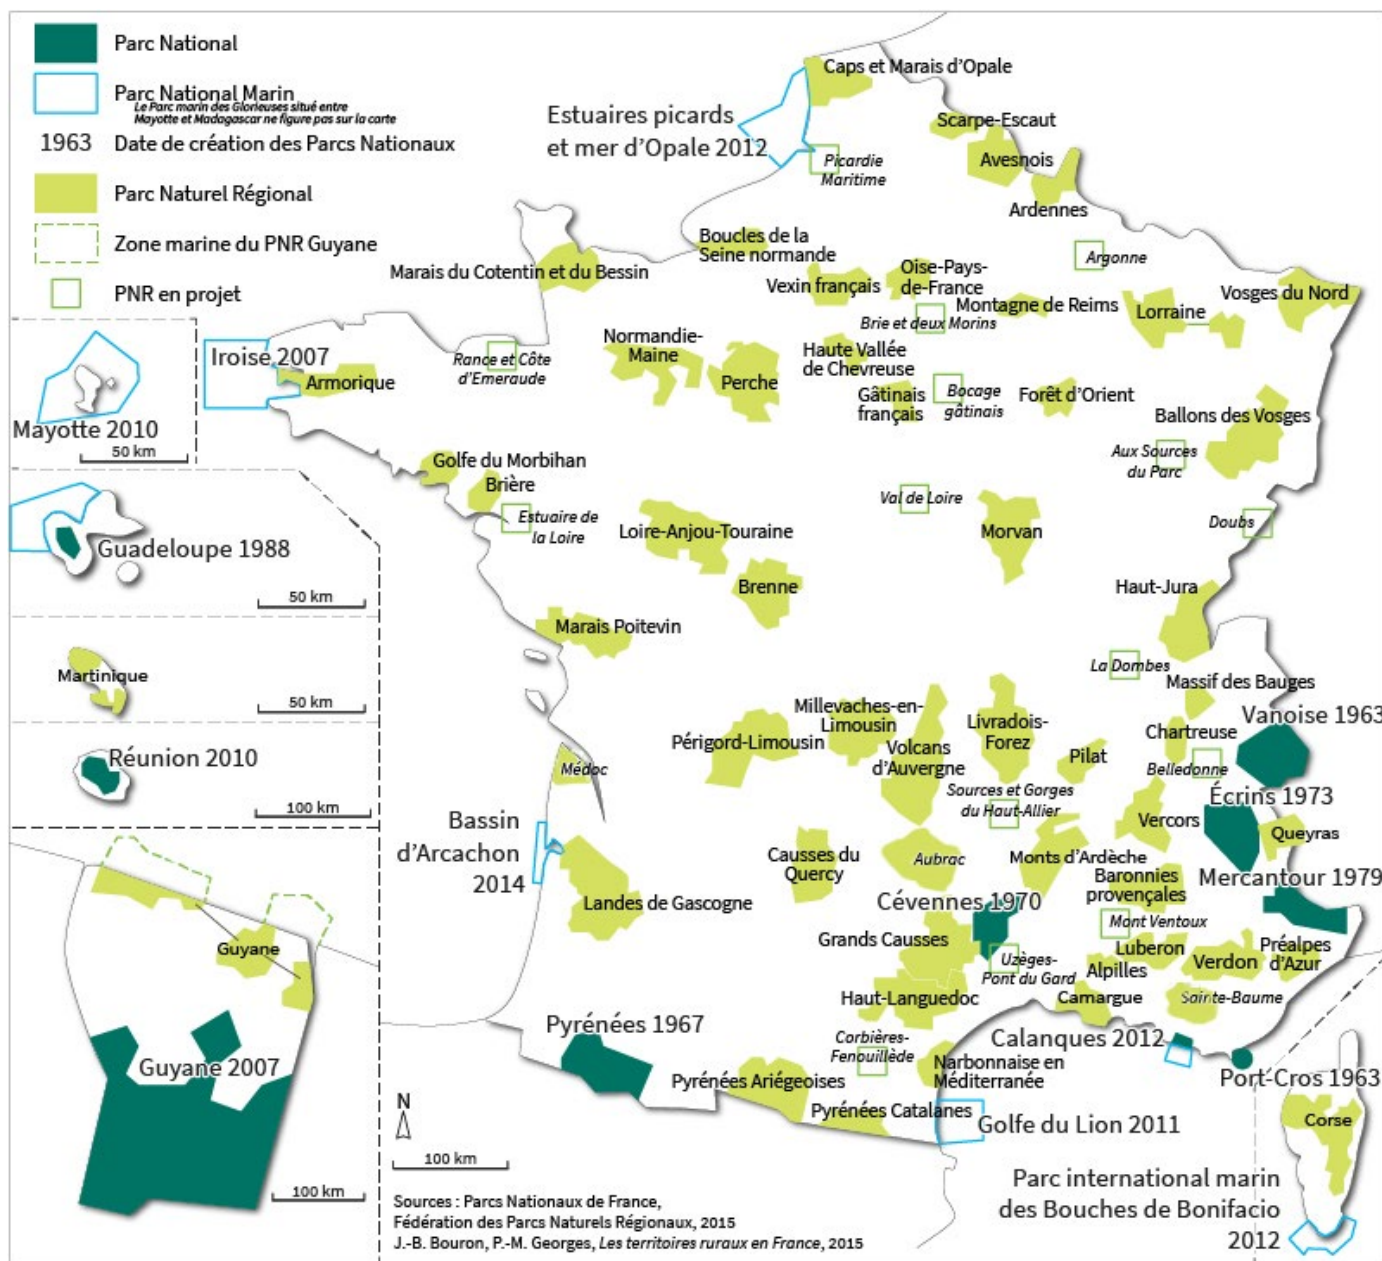 Parc National
Parc National Marin
Le Parc marin des Glorieuses situé entre
Mayotte et Madagascar ne figure pas sur la carte
1963 Date de création des Parcs Nationaux
Parc Naturel Régional
Zone marine du PNR Guyane
PNR en projet
Caps et Marais d'Opale
Estuaires picards
et mer d'Opale 2012
Picardie
Maritime
Scarpe-Escaut
Avesnois
Ardennes
Argonne
Boucles de la
Seine normande
Marais du Cotentin et du Bessin
Vexin français
Oise-Pays-
de-France
Montagne de Reims
Brie et deux Morins
Lorraine
Vosges du Nord
Iroise 2007
Armorique
Rance et Côte
d'Emeraude
Normandie-
Maine
Perche
Haute Vallée
de Chevreuse
Gâtinais
français
Bocage
gâtinais
Forêt d'Orient
Ballons des Vosges
Aux Sources
du Parc
Mayotte 2010
50 km
Golfe du Morbihan
Brière
Estuaire de
la Loire
Loire-Anjou-Touraine
Val de Loire
Morvan
Doubs
Guadeloupe 1988
50 km
Brenne
Haut-Jura
Marais Poitevin
La Dombes
Massif des Bauges
Martinique
50 km
Vanoise 1963
Millevaches-en-
Limousin
Périgord-Limousin
Volcans
d'Auvergne
Livradois-
Forez
Pilat
Chartreuse
Belledonne
Réunion 2010
100 km
Médoc
Sources et Gorges
du Haut-Allier
Écrins 1973
Vercors
Queyras
Bassin
d'Arcachon
2014
Causses du
Quercy
Aubrac
Monts d'Ardèche
Baronnies
provençales
Mercantour 1979
Landes de Gascogne
Cévennes 1970
Mont Ventoux
Grands Causses
Uzèges-
Pont du Gard
Luberon
Alpilles
Verdon
Préalpes
d'Azur
Guyane
Haut-Languedoc
Camargue
Sainte-Baume
Pyrénées 1967
Corbières-
Fenouillède
Calanques 2012
Guyane 2007
Pyrénées Ariégeoises
Narbonnaise en
Méditerranée
Port-Cros 1963
Pyrénées Catalanes
Golfe du Lion 2011
Corse
N
100 km
100 km
Parc international marin
des Bouches de Bonifacio
2012
Sources : Parcs Nationaux de France,
Fédération des Parcs Naturels Régionaux, 2015
J.-B. Bouron, P.-M. Georges, Les territoires ruraux en France, 2015